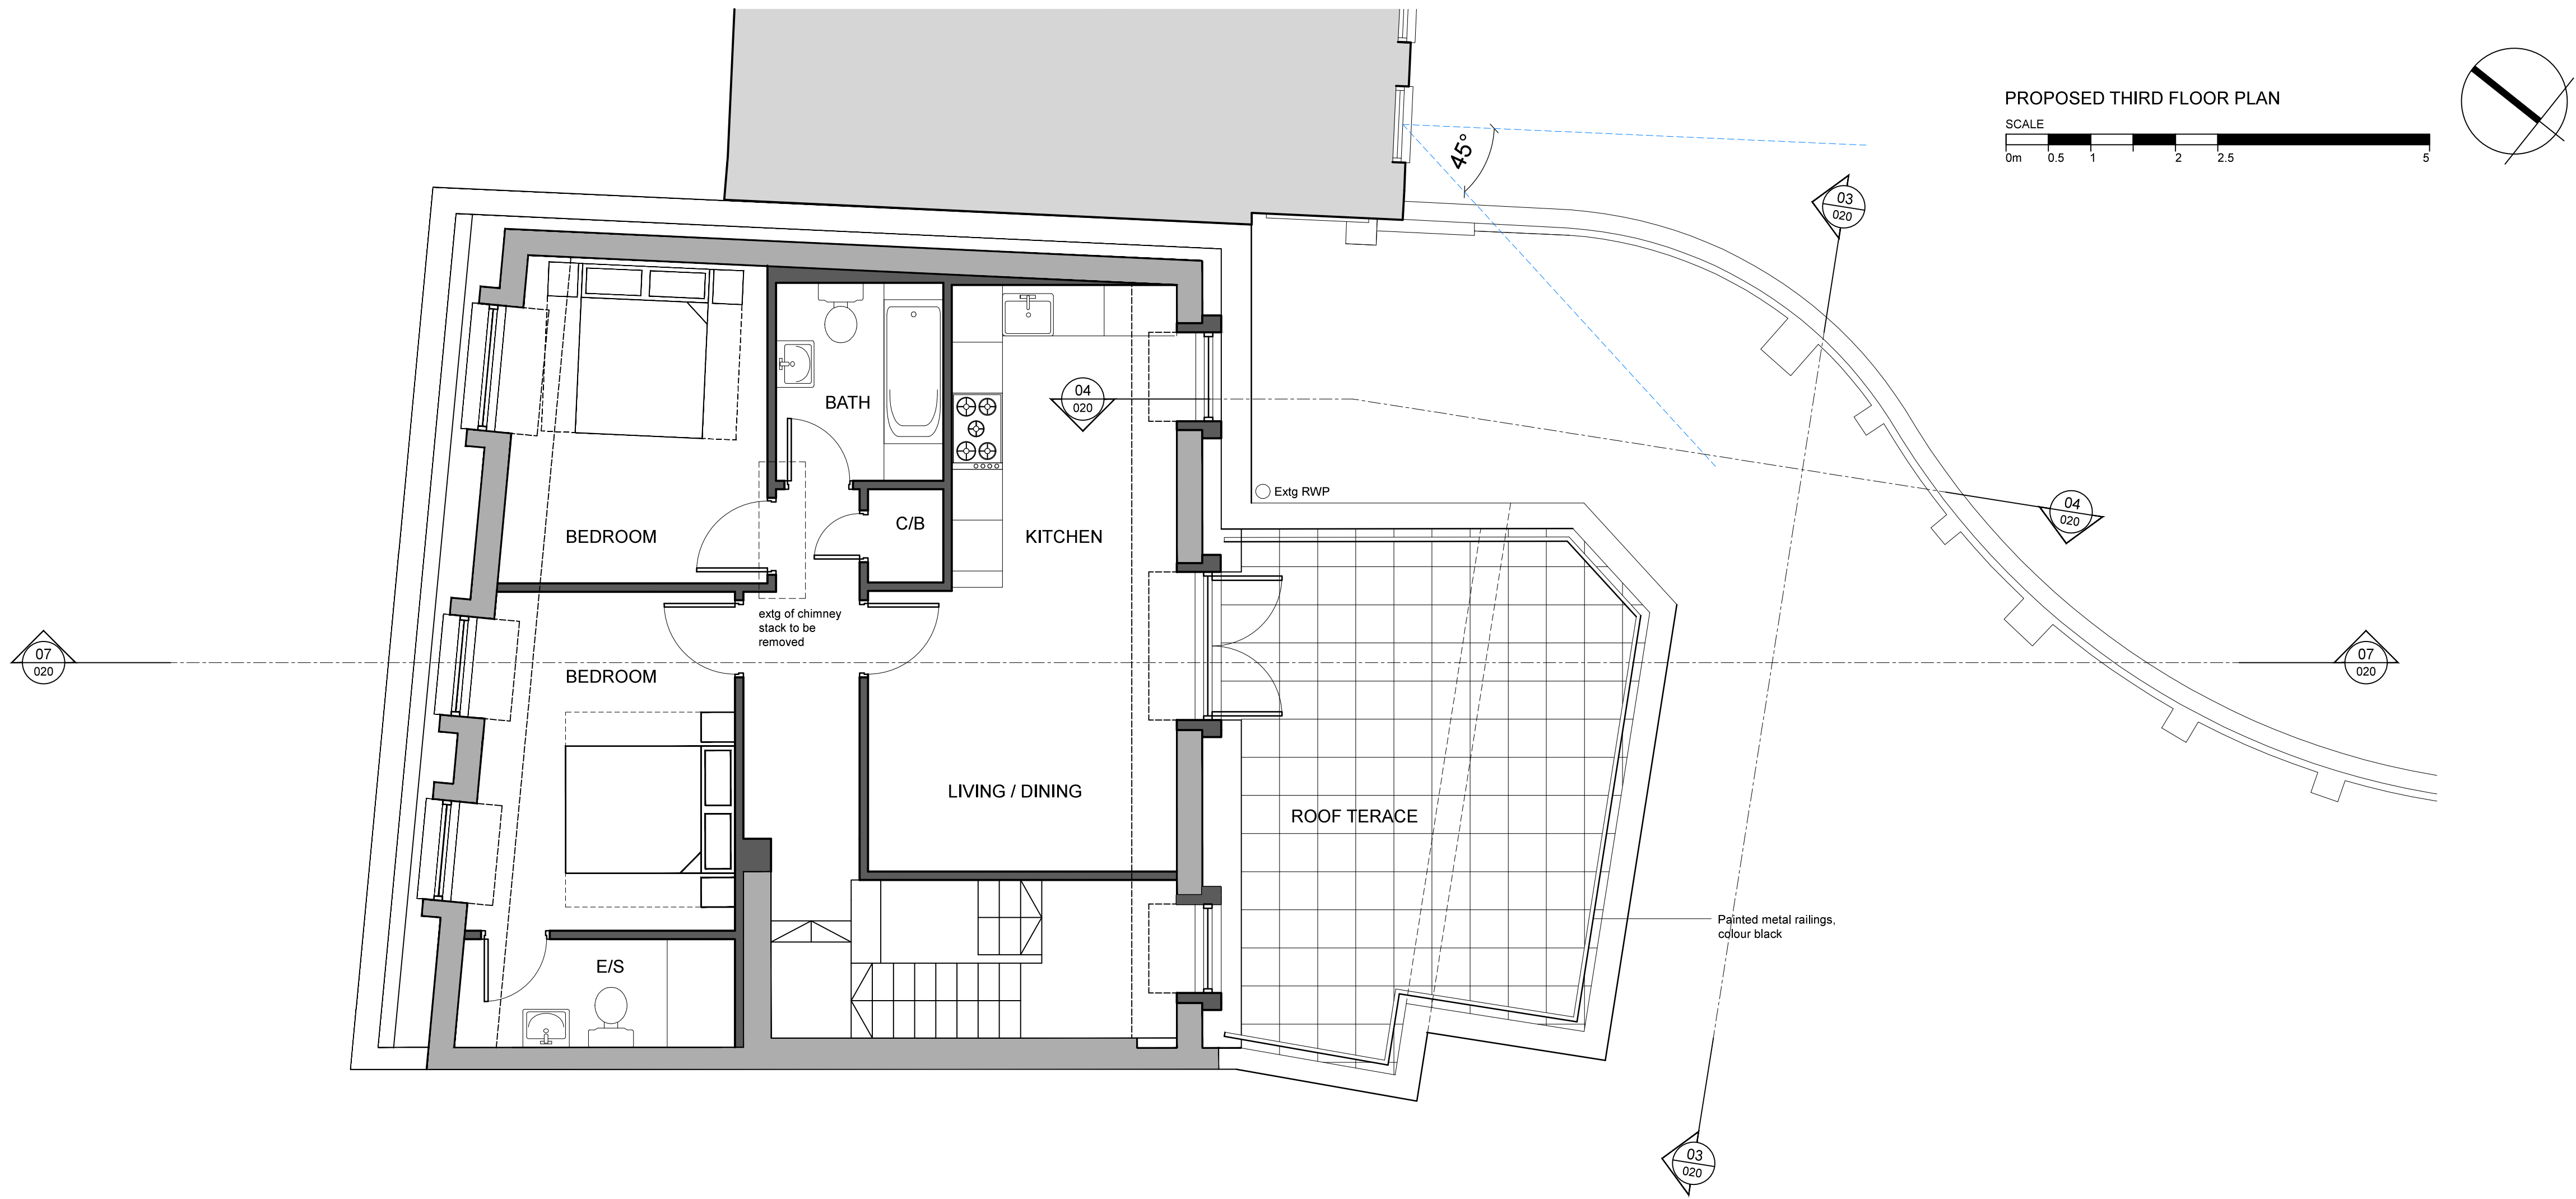 PROPOSED THIRD FLOOR PLAN
SCALE
0m 0.5 1 2 2.5 5
45°
03
020
BATH
04
020
Extg RWP
04
020
C/B
BEDROOM
KITCHEN
extg of chimney
stack to be
removed
07
020
07
020
BEDROOM
LIVING / DINING
ROOF TERACE
Painted metal railings,
colour black
E/S
03
020